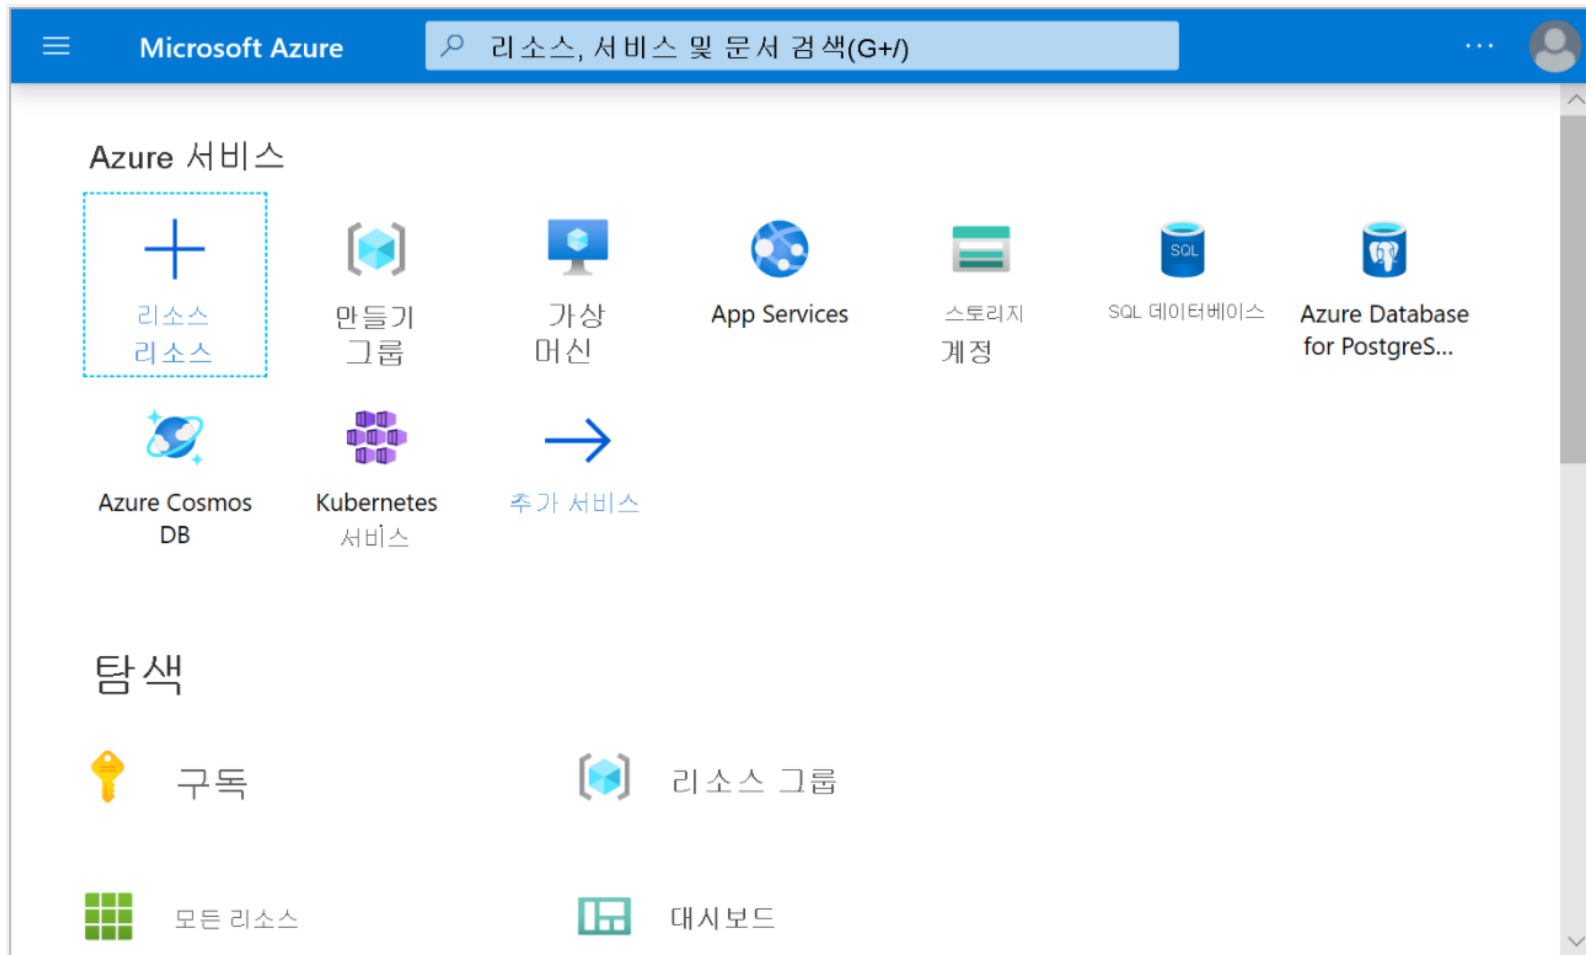 Microsoft Azure
리소스, 서비스 및 문서 검색(G+/)
...
Azure 서비스
리소스
리소스
만들기
그룹
가상
머신
App Services
스토리지
계정
SQL
SQL 데이터베이스
Azure Database
for PostgreS...
Azure Cosmos
DB
Kubernetes
서비스
추가 서비스
탐색
구독
리소스 그룹
모든 리소스
대시보드